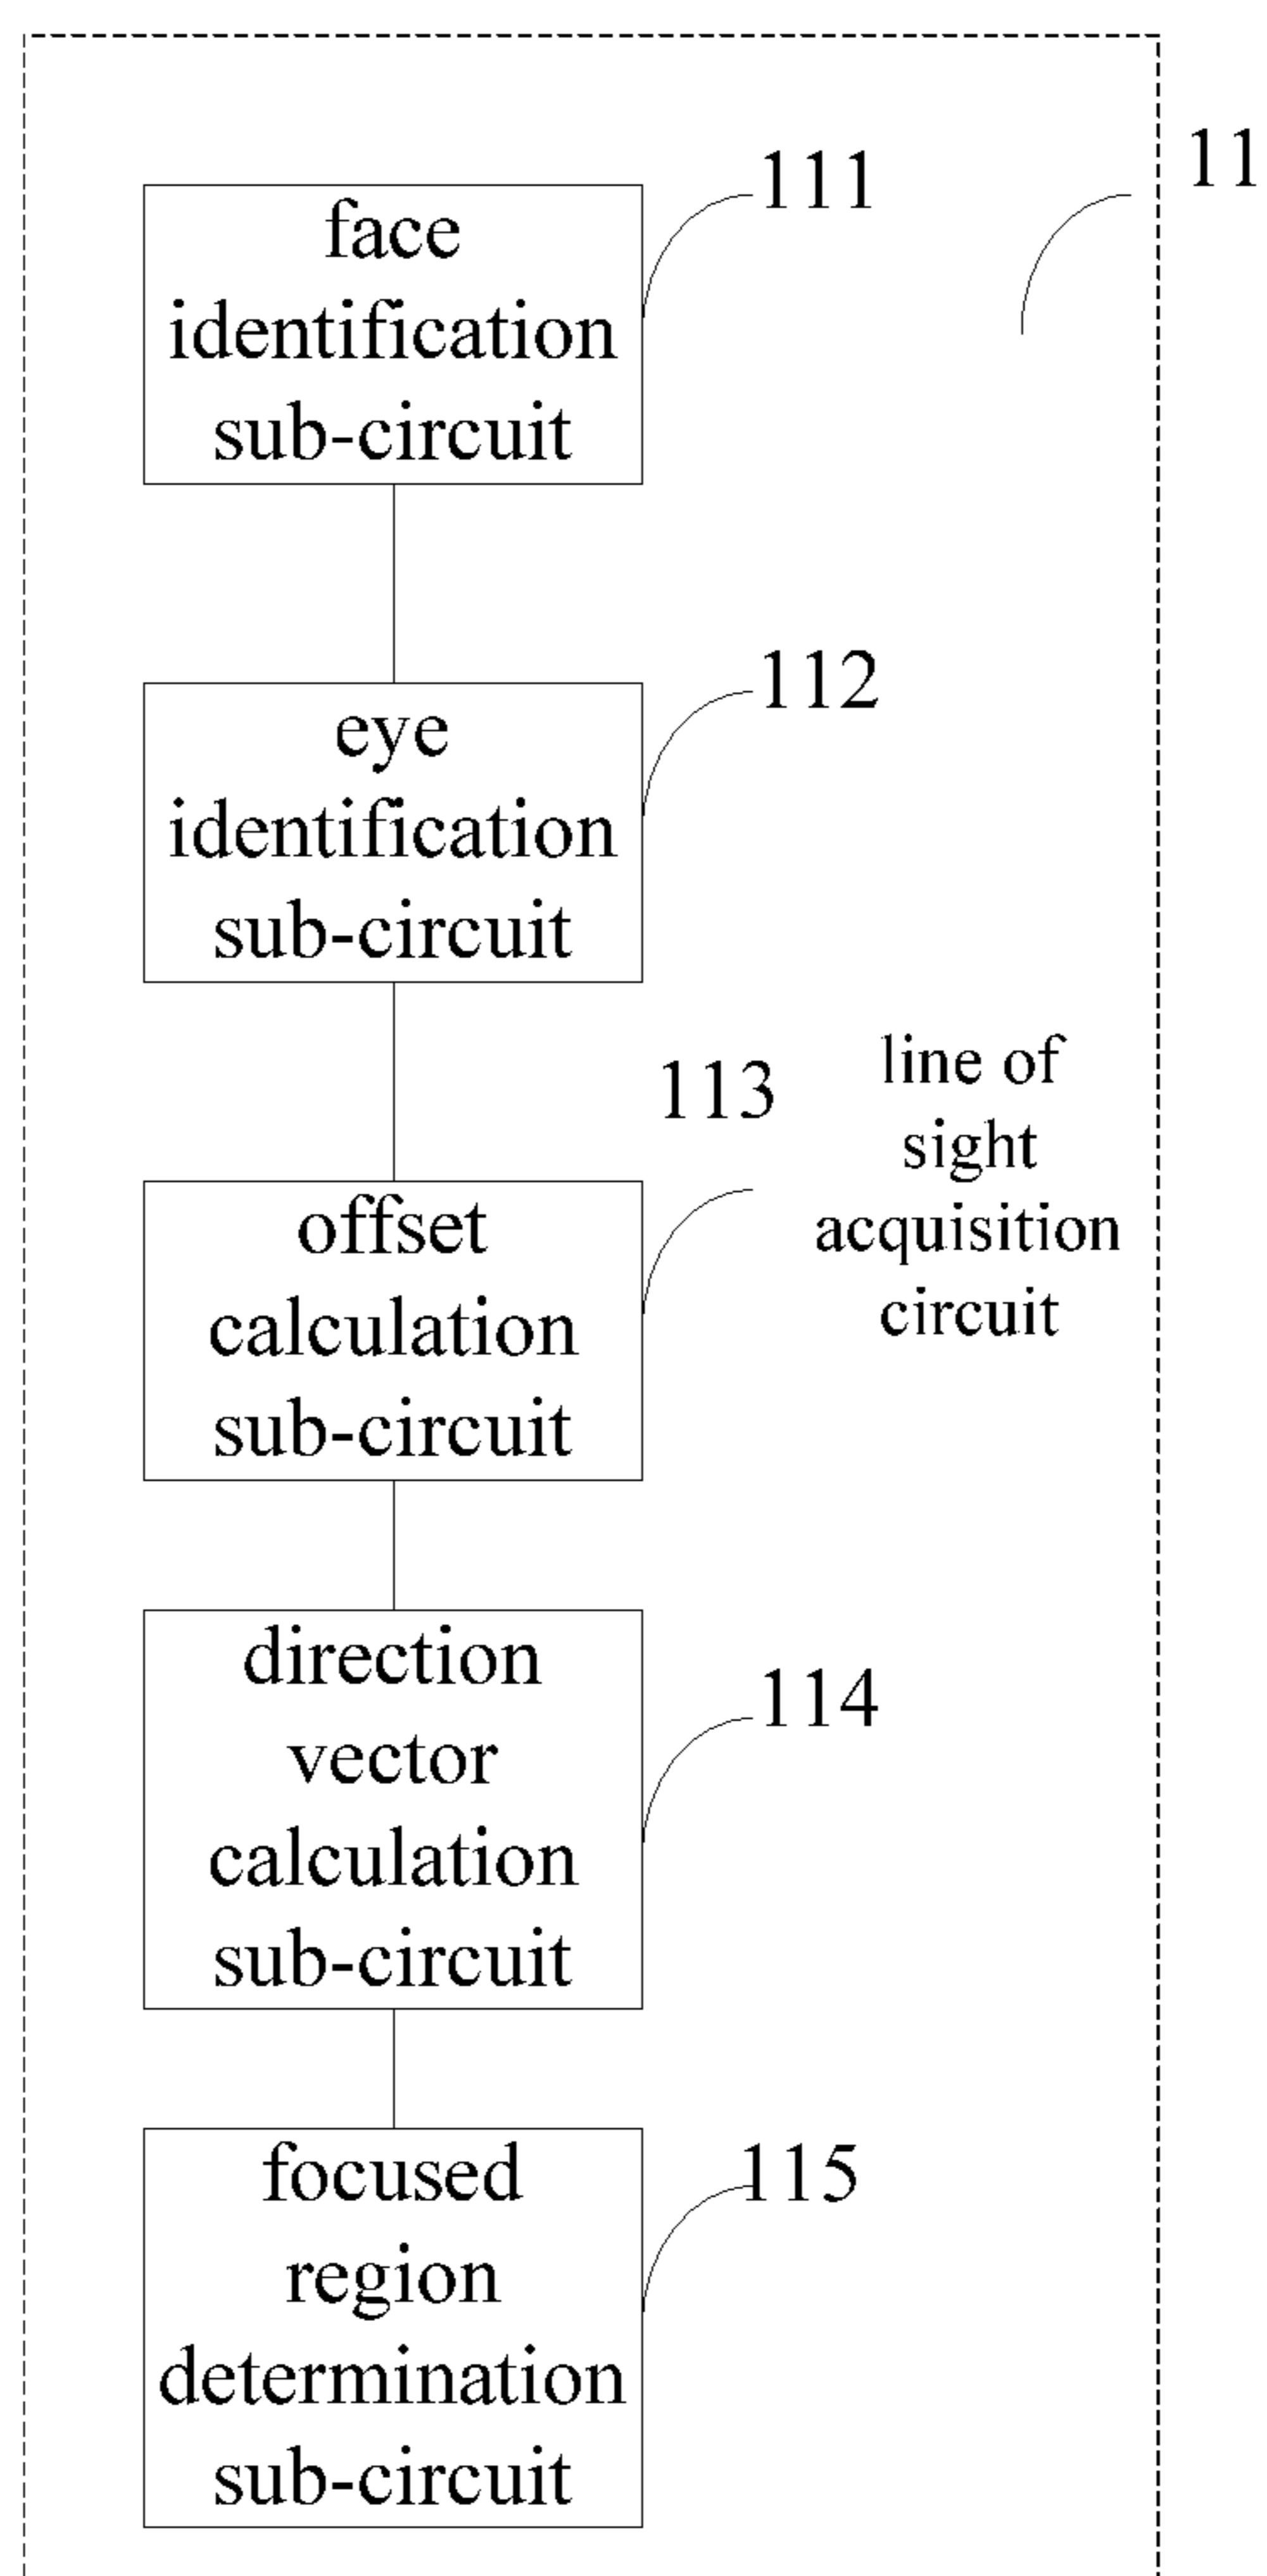 11
111
face
identification
sub-circuit
112
eye
identification
sub-circuit
113
line of
sight
acquisition
circuit
offset
calculation
sub-circuit
114
direction
vector
calculation
sub-circuit
115
focused
region
determination
sub-circuit